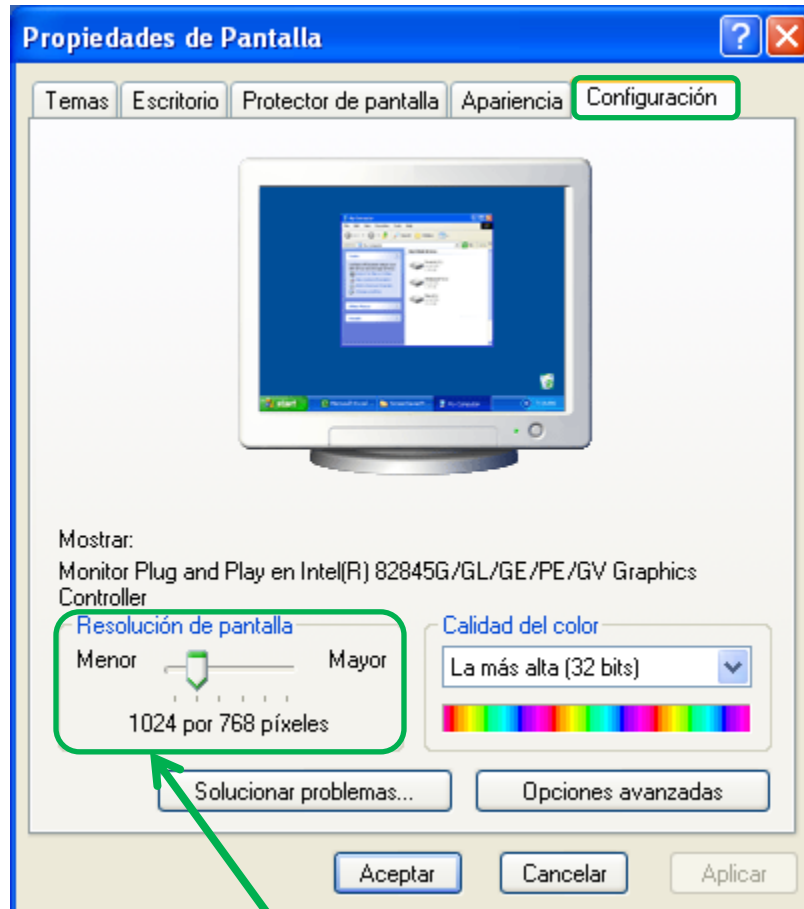 Propiedades de Pantalla
Temas Escritorio Protector de pantalla Apariencia Configuración
start
Mostrar:
Monitor Plug and Play en Intel(R) 82845G/GL/GE/PE/GV Graphics
Controller
Resolución de pantalla
Menor Mayor
1024 por 768 píxeles
Calidad del color
La más alta (32 bits)
Solucionar problemas... Opciones avanzadas
Aceptar Cancelar Aplicar